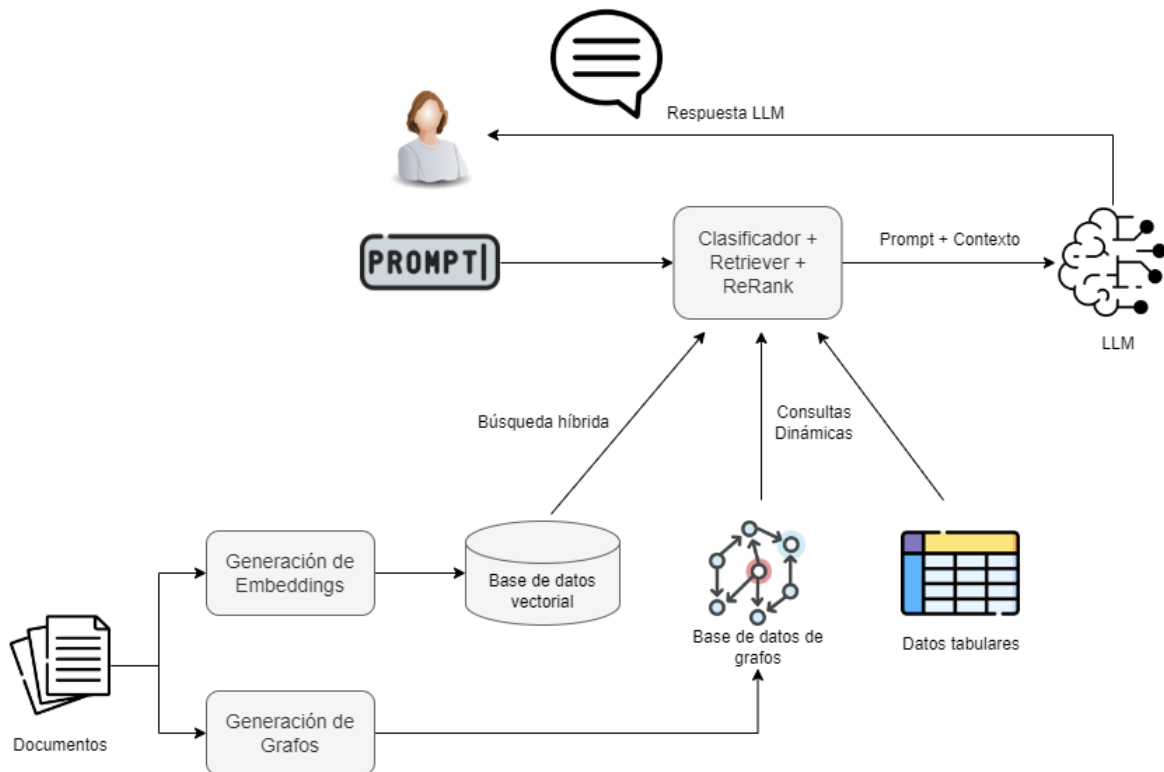 Respuesta LLM
PROMPT
Clasificador +
Retriever +
ReRank
Prompt + Contexto
LLM
Búsqueda híbrida
Consultas
Dinámicas
Generación de
Embeddings
Base de datos
vectorial
Base de datos de
grafos
Datos tabulares
Documentos
Generación de
Grafos